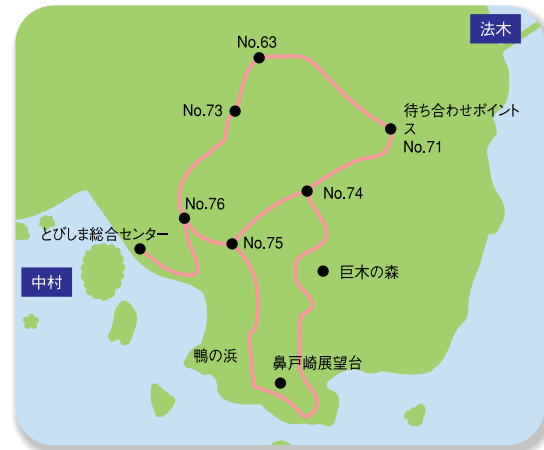 法木
No.63
待ち合わせポイント
ス
No.73
No.71
No.74
No.76
とびしま総合センター
No.75
巨木の森
中村
鴨の浜
鼻戸崎展望台